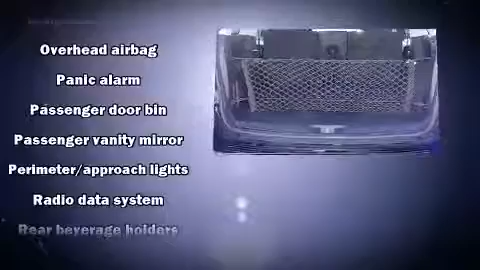 Overhead airbag
Panic alarm
Passenger door bin
Passenger vanity mirror
Perimeter/approach lights
Radio data system
Rear beverage holders